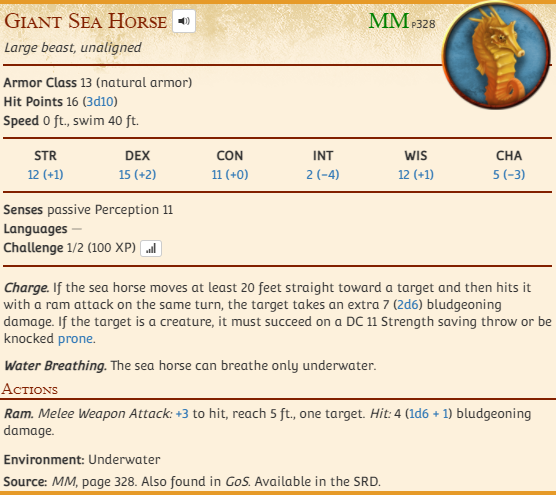 Giant Sea Horse MM P328
Large beast, unaligned
Armor Class 13 (natural armor)
Hit Points 16 (3d10)
Speed 0 ft., swim 40 ft.
STR DEX CON INT WIS CHA
12 (+1) 15 (+2) 11 (+0) 2 (−4) 12 (+1) 5 (−3)
Senses passive Perception 11
Languages —
Challenge 1/2 (100 XP)
Charge. If the sea horse moves at least 20 feet straight toward a target and then hits it
with a ram attack on the same turn, the target takes an extra 7 (2d6) bludgeoning
damage. If the target is a creature, it must succeed on a DC 11 Strength saving throw or be
knocked prone.
Water Breathing. The sea horse can breathe only underwater.
Actions
Ram. Melee Weapon Attack: +3 to hit, reach 5 ft., one target. Hit: 4 (1d6 + 1) bludgeoning
damage.
Environment: Underwater
Source: MM, page 328. Also found in GoS. Available in the SRD.